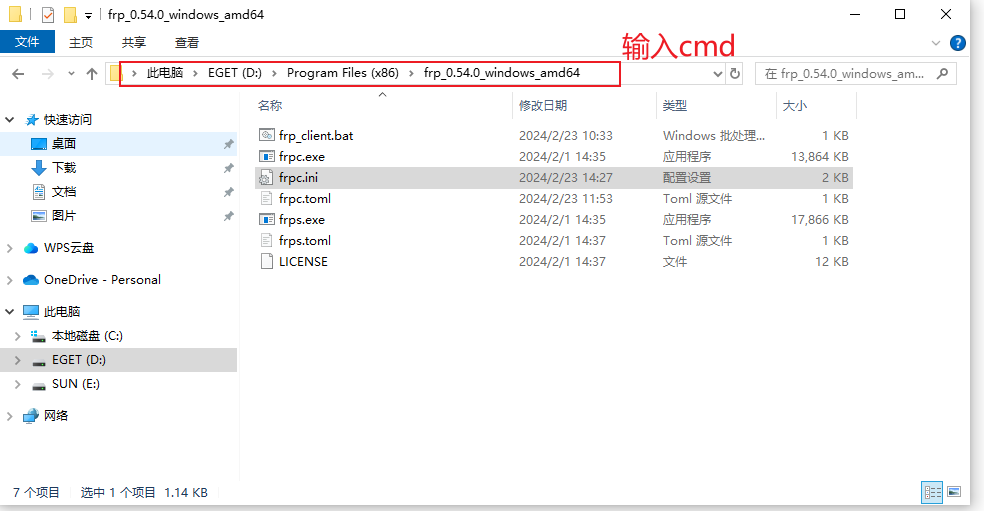 frp_0.54.0_windows_amd64
文件 主页 共享 查看
输入cmd
此电脑 EGET (D:) Program Files (x86) frp_0.54.0_windows_amd64
在 frp_0.54.0_windows_am...
名称 修改日期 类型 大小
快速访问
桌面
下载
文档
图片
WPS云盘
OneDrive - Personal
此电脑
本地磁盘 (C:)
EGET (D:)
SUN (E:)
网络
frp_client.bat 2024/2/23 10:33 Windows 批处理... 1 KB
frpc.exe 2024/2/1 14:35 应用程序 13,864 KB
frpc.ini 2024/2/23 14:27 配置设置 2 KB
frpc.toml 2024/2/23 11:53 Toml 源文件 1 KB
frps.exe 2024/2/1 14:35 应用程序 17,866 KB
frps.toml 2024/2/1 14:37 Toml 源文件 1 KB
LICENSE 2024/2/1 14:37 文件 12 KB
7 个项目 选中 1 个项目 1.14 KB